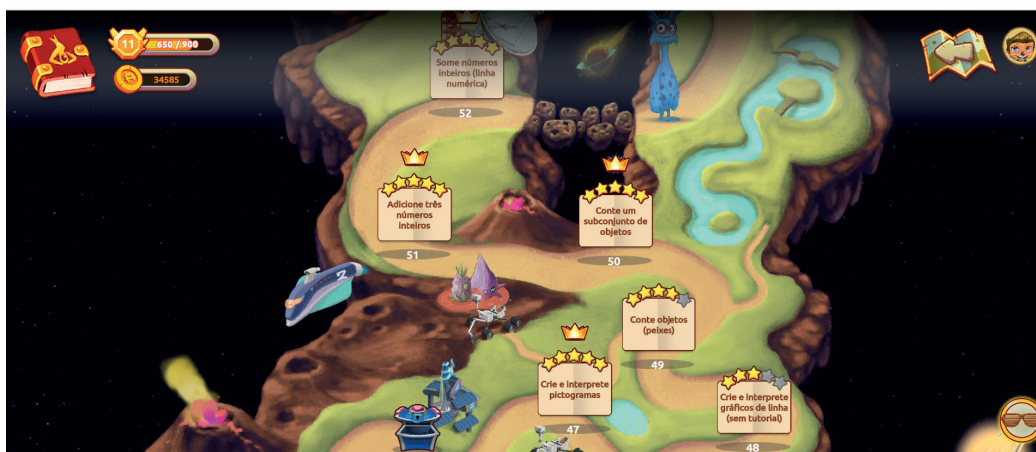 11
650 / 900
34585
Some números
inteiros (linha
numérica)
52
Adicione três
números
inteiros
51
Conte um
subconjunto de
objetos
50
2
Conte objetos
(peixes)
49
Crie e interprete
pictogramas
47
Crie e interprete
gráficos de linha
(sem tutorial)
48